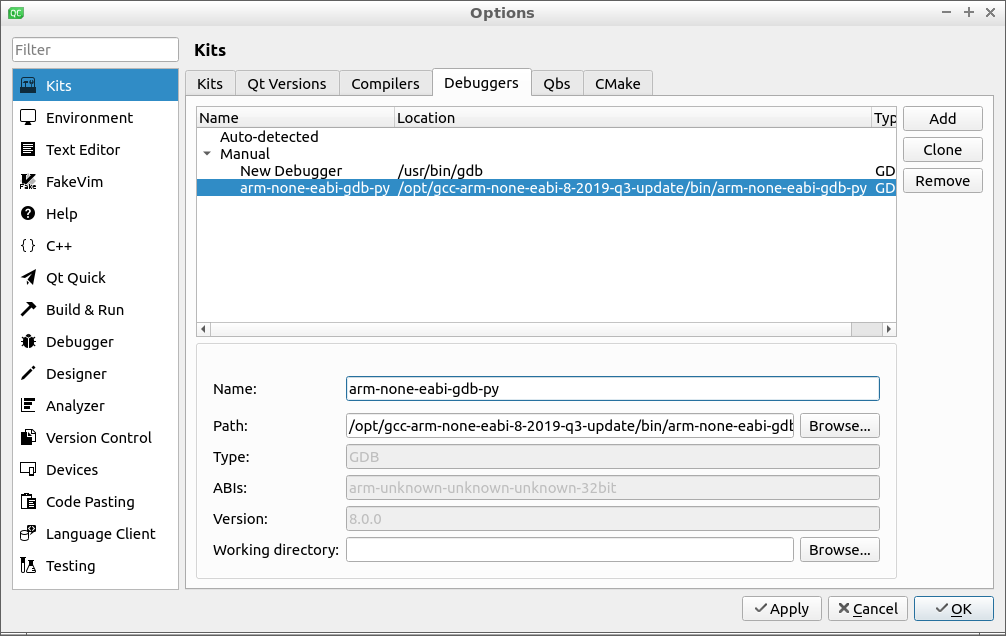 Options
Filter
Kits
Environment
Text Editor
FakeVim
Help
C++
Qt Quick
Build & Run
Debugger
Designer
Analyzer
Version Control
Devices
Code Pasting
Language Client
Testing
Kits
Kits Qt Versions Compilers Debuggers Qbs CMake
Name Location Typ
Auto-detected
Manual
New Debugger /usr/bin/gdb GD
arm-none-eabi-gdb-py /opt/gcc-arm-none-eabi-8-2019-q3-update/bin/arm-none-eabi-gdb-py GD
Add
Clone
Remove
Name: arm-none-eabi-gdb-py
Path: /opt/gcc-arm-none-eabi-8-2019-q3-update/bin/arm-none-eabi-gdb Browse...
Type: GDB
ABIs: arm-unknown-unknown-unknown-32bit
Version: 8.0.0
Working directory: Browse...
Apply Cancel OK